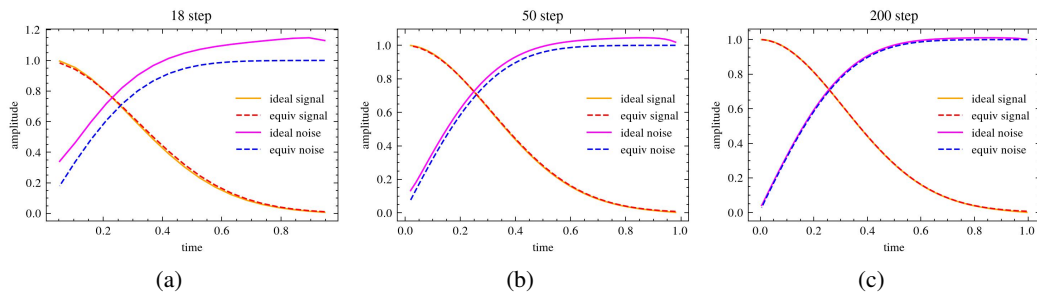 18 step
1.2
1.0
0.8
0.6
0.4
0.2
0.0
amplitude
ideal signal
equiv signal
ideal noise
equiv noise
0.2 0.4 0.6 0.8
time
(a)
50 step
1.0
0.8
0.6
0.4
0.2
0.0
amplitude
ideal signal
equiv signal
ideal noise
equiv noise
0.0 0.2 0.4 0.6 0.8 1.0
time
(b)
200 step
1.0
0.8
0.6
0.4
0.2
0.0
amplitude
ideal signal
equiv signal
ideal noise
equiv noise
0.0 0.2 0.4 0.6 0.8 1.0
time
(c)